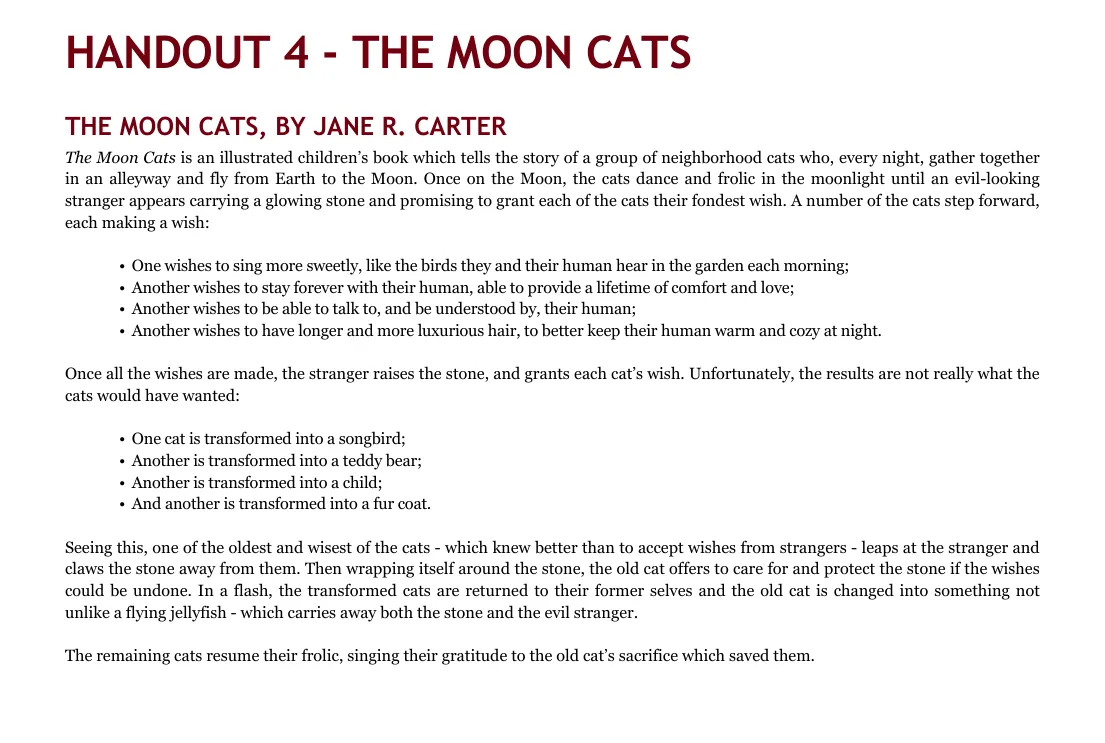 HANDOUT 4 - THE MOON CATS
THE MOON CATS, BY JANE R. CARTER
The Moon Cats is an illustrated children’s book which tells the story of a group of neighborhood cats who, every night, gather together
in an alleyway and fly from Earth to the Moon. Once on the Moon, the cats dance and frolic in the moonlight until an evil-looking
stranger appears carrying a glowing stone and promising to grant each of the cats their fondest wish. A number of the cats step forward,
each making a wish:
• One wishes to sing more sweetly, like the birds they and their human hear in the garden each morning;
• Another wishes to stay forever with their human, able to provide a lifetime of comfort and love;
• Another wishes to be able to talk to, and be understood by, their human;
• Another wishes to have longer and more luxurious hair, to better keep their human warm and cozy at night.
Once all the wishes are made, the stranger raises the stone, and grants each cat’s wish. Unfortunately, the results are not really what the
cats would have wanted:
• One cat is transformed into a songbird;
• Another is transformed into a teddy bear;
• Another is transformed into a child;
• And another is transformed into a fur coat.
Seeing this, one of the oldest and wisest of the cats - which knew better than to accept wishes from strangers - leaps at the stranger and
claws the stone away from them. Then wrapping itself around the stone, the old cat offers to care for and protect the stone if the wishes
could be undone. In a flash, the transformed cats are returned to their former selves and the old cat is changed into something not
unlike a flying jellyfish - which carries away both the stone and the evil stranger.
The remaining cats resume their frolic, singing their gratitude to the old cat’s sacrifice which saved them.